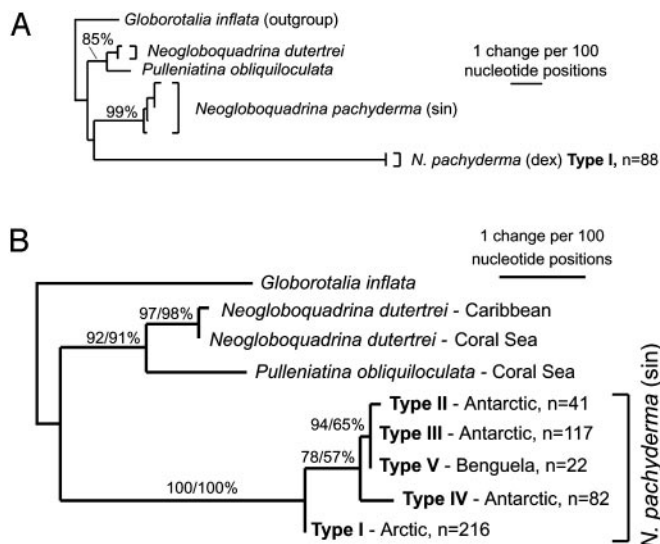 A
Globorotalia inflata (outgroup)
85%
Neogloboquadrina dutertrei
Pulleniatina obliquiloculata
1 change per 100
nucleotide positions
99%
Neogloboquadrina pachyderma (sin)
N. pachyderma (dex) Type I, n=88
B
1 change per 100
nucleotide positions
Globorotalia inflata
97/98%
Neogloboquadrina dutertrei - Caribbean
92/91%
Neogloboquadrina dutertrei - Coral Sea
Pulleniatina obliquiloculata - Coral Sea
Type II - Antarctic, n=41
94/65%
Type III - Antarctic, n=117
78/57%
Type V - Benguela, n=22
100/100%
Type IV - Antarctic, n=82
Type I - Arctic, n=216
N. pachyderma (sin)